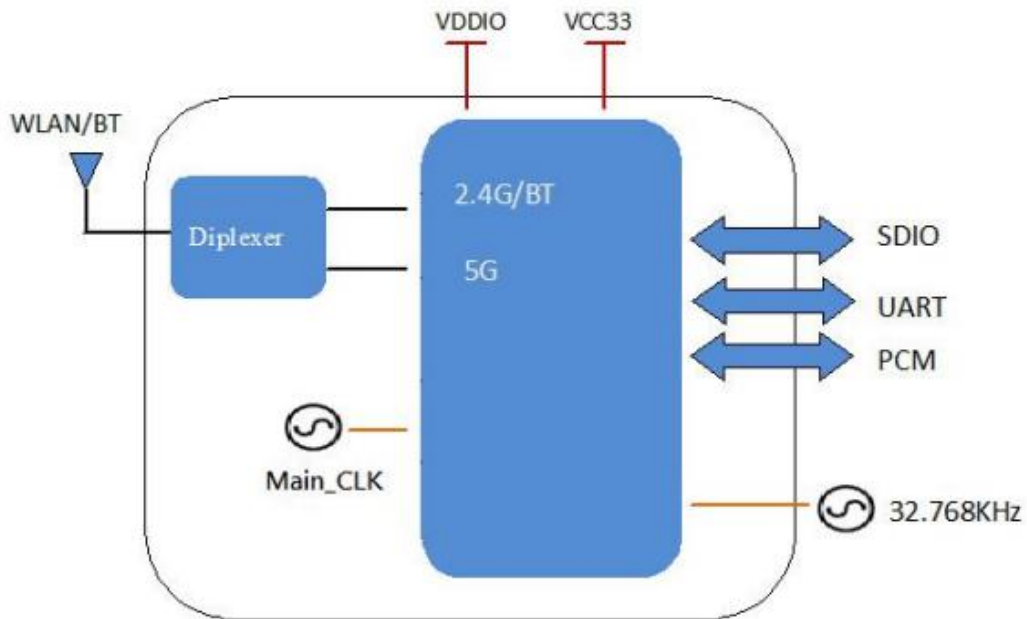 VDDIO
VCC33
WLAN/BT
2.4G/BT
Diplexer
SDIO
5G
UART
PCM
Main_CLK
32.768KHz